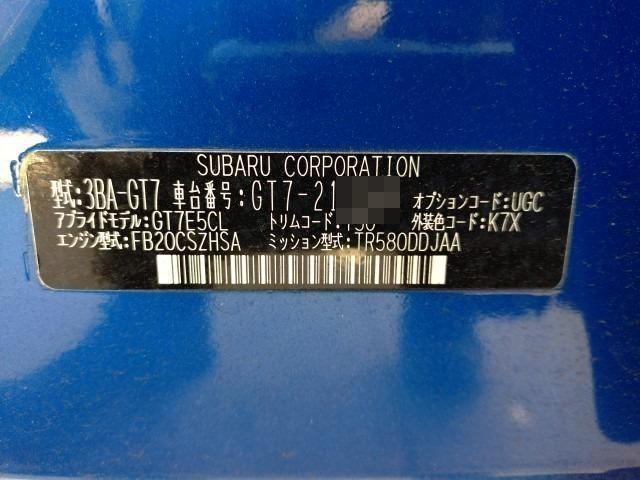 SUBARU CORPORATION
型式:3BA-GT7 車台番号:GT7-21 オプションコード:UGC
アプライドモデル:GT7E5CL トリムコード: 外装色コード:K7X
エンジン型式:FB20CSZHSA ミッション型式:TR580DDJAA